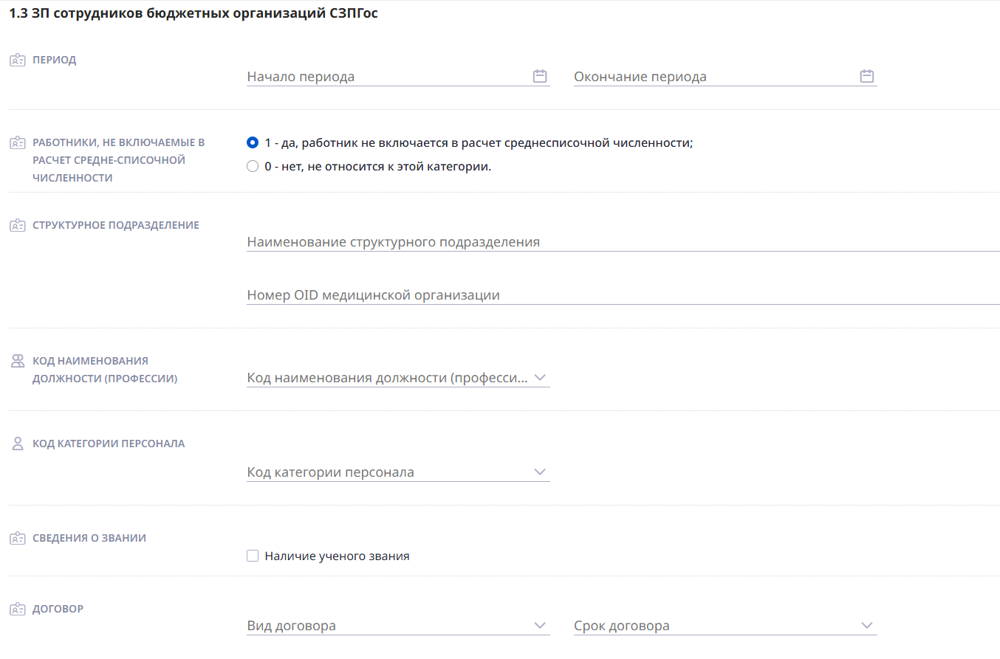 1.3 ЗП сотрудников бюджетных организаций СЗПГос
ПЕРИОД
Начало периода
Окончание периода
РАБОТНИКИ, НЕ ВКЛЮЧАЕМЫЕ В
РАСЧЕТ СРЕДНЕ-СПИСОЧНОЙ
ЧИСЛЕННОСТИ
1 - да, работник не включается в расчет среднесписочной численности;
0 - нет, не относится к этой категории.
СТРУКТУРНОЕ ПОДРАЗДЕЛЕНИЕ
Наименование структурного подразделения
Номер OID медицинской организации
КОД НАИМЕНОВАНИЯ
ДОЛЖНОСТИ (ПРОФЕССИИ)
Код наименования должности (професси...
КОД КАТЕГОРИИ ПЕРСОНАЛА
Код категории персонала
СВЕДЕНИЯ О ЗВАНИИ
Наличие ученого звания
ДОГОВОР
Вид договора
Срок договора